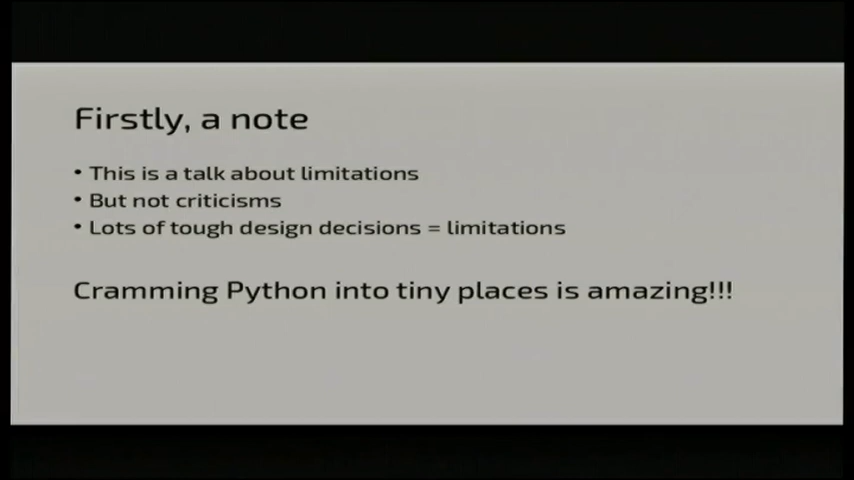 Firstly, a note
• This is a talk about limitations
• But not criticisms
• Lots of tough design decisions = limitations
Cramming Python into tiny places is amazing!!!